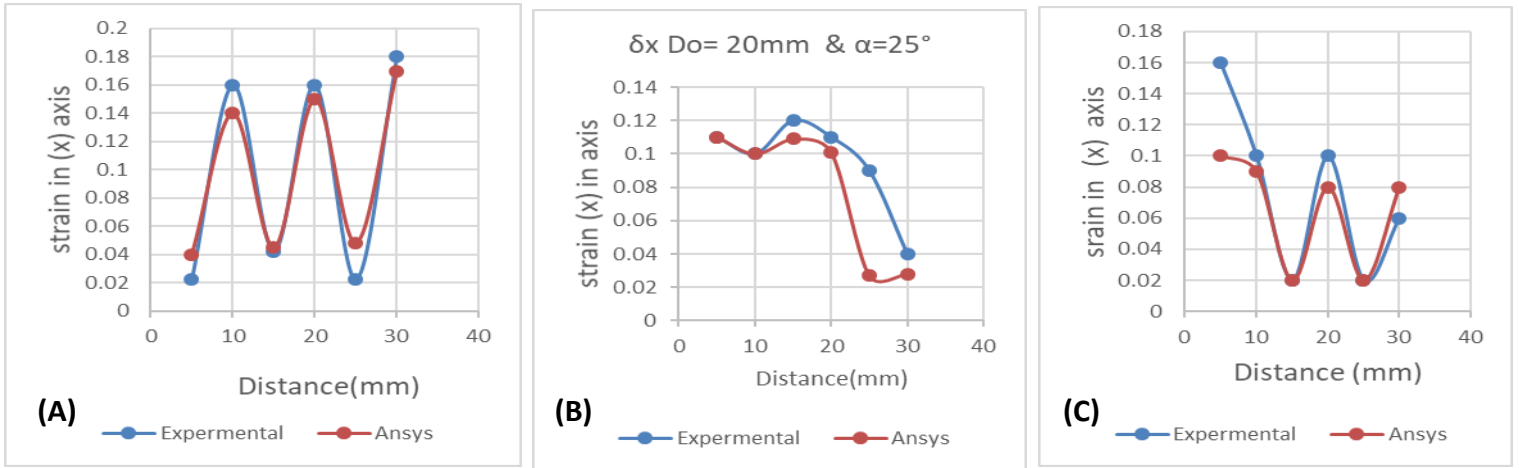 0.2
0.18
0.16
0.14
0.12
0.1
0.08
0.06
0.04
0.02
0
strain in (x) axis
0 10 20 30 40
Distance(mm)
(A)
Expermental Ansys
δx Do= 20mm & α=25°
0.14
0.12
0.1
0.08
0.06
0.04
0.02
0
strain (x) in axis
0 10 20 30 40
Distance(mm)
(B)
Expermental Ansys
0.18
0.16
0.14
0.12
0.10
0.08
0.06
0.04
0.02
0
srain in (x) axis
0 10 20 30 40
Distance (mm)
(C)
Experimental Ansys